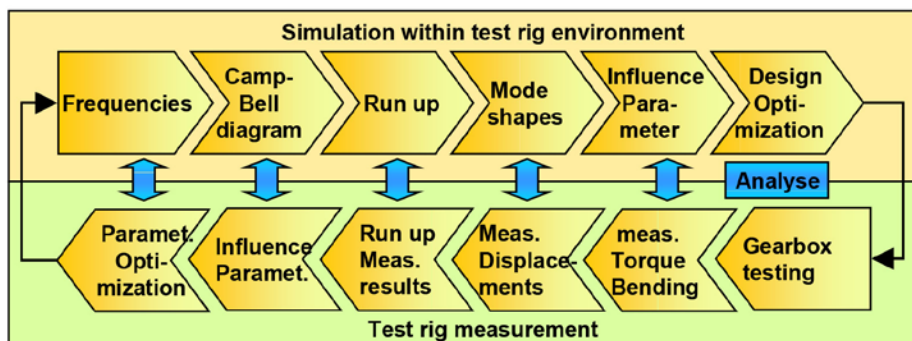 Simulation within test rig environment
Frequencies
Camp-
Bell
diagram
Run up
Mode
shapes
Influence
Para-
meter
Design
Opti-
mization
Analyse
Paramet.
Opti-
mization
Influence
Paramet.
Run up
Meas.
results
Meas.
Displace-
ments
meas.
Torque
Bending
Gearbox
testing
Test rig measurement